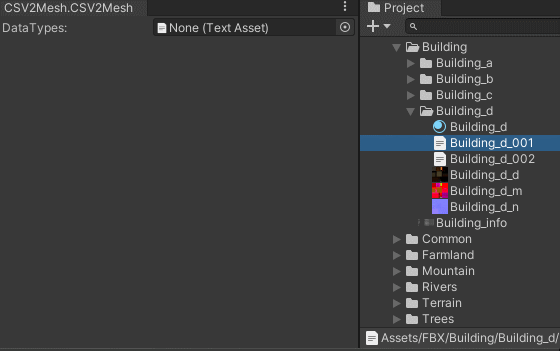 CSV2Mesh.CSV2Mesh
DataTypes:
None (Text Asset)
Project
Building
Building_a
Building_b
Building_c
Building_d
Building_d
Building_d_001
Building_d_002
Building_d_d
Building_d_m
Building_d_n
Building_info
Common
Farmland
Mountain
Rivers
Terrain
Trees
Assets/FBX/Building/Building_d/